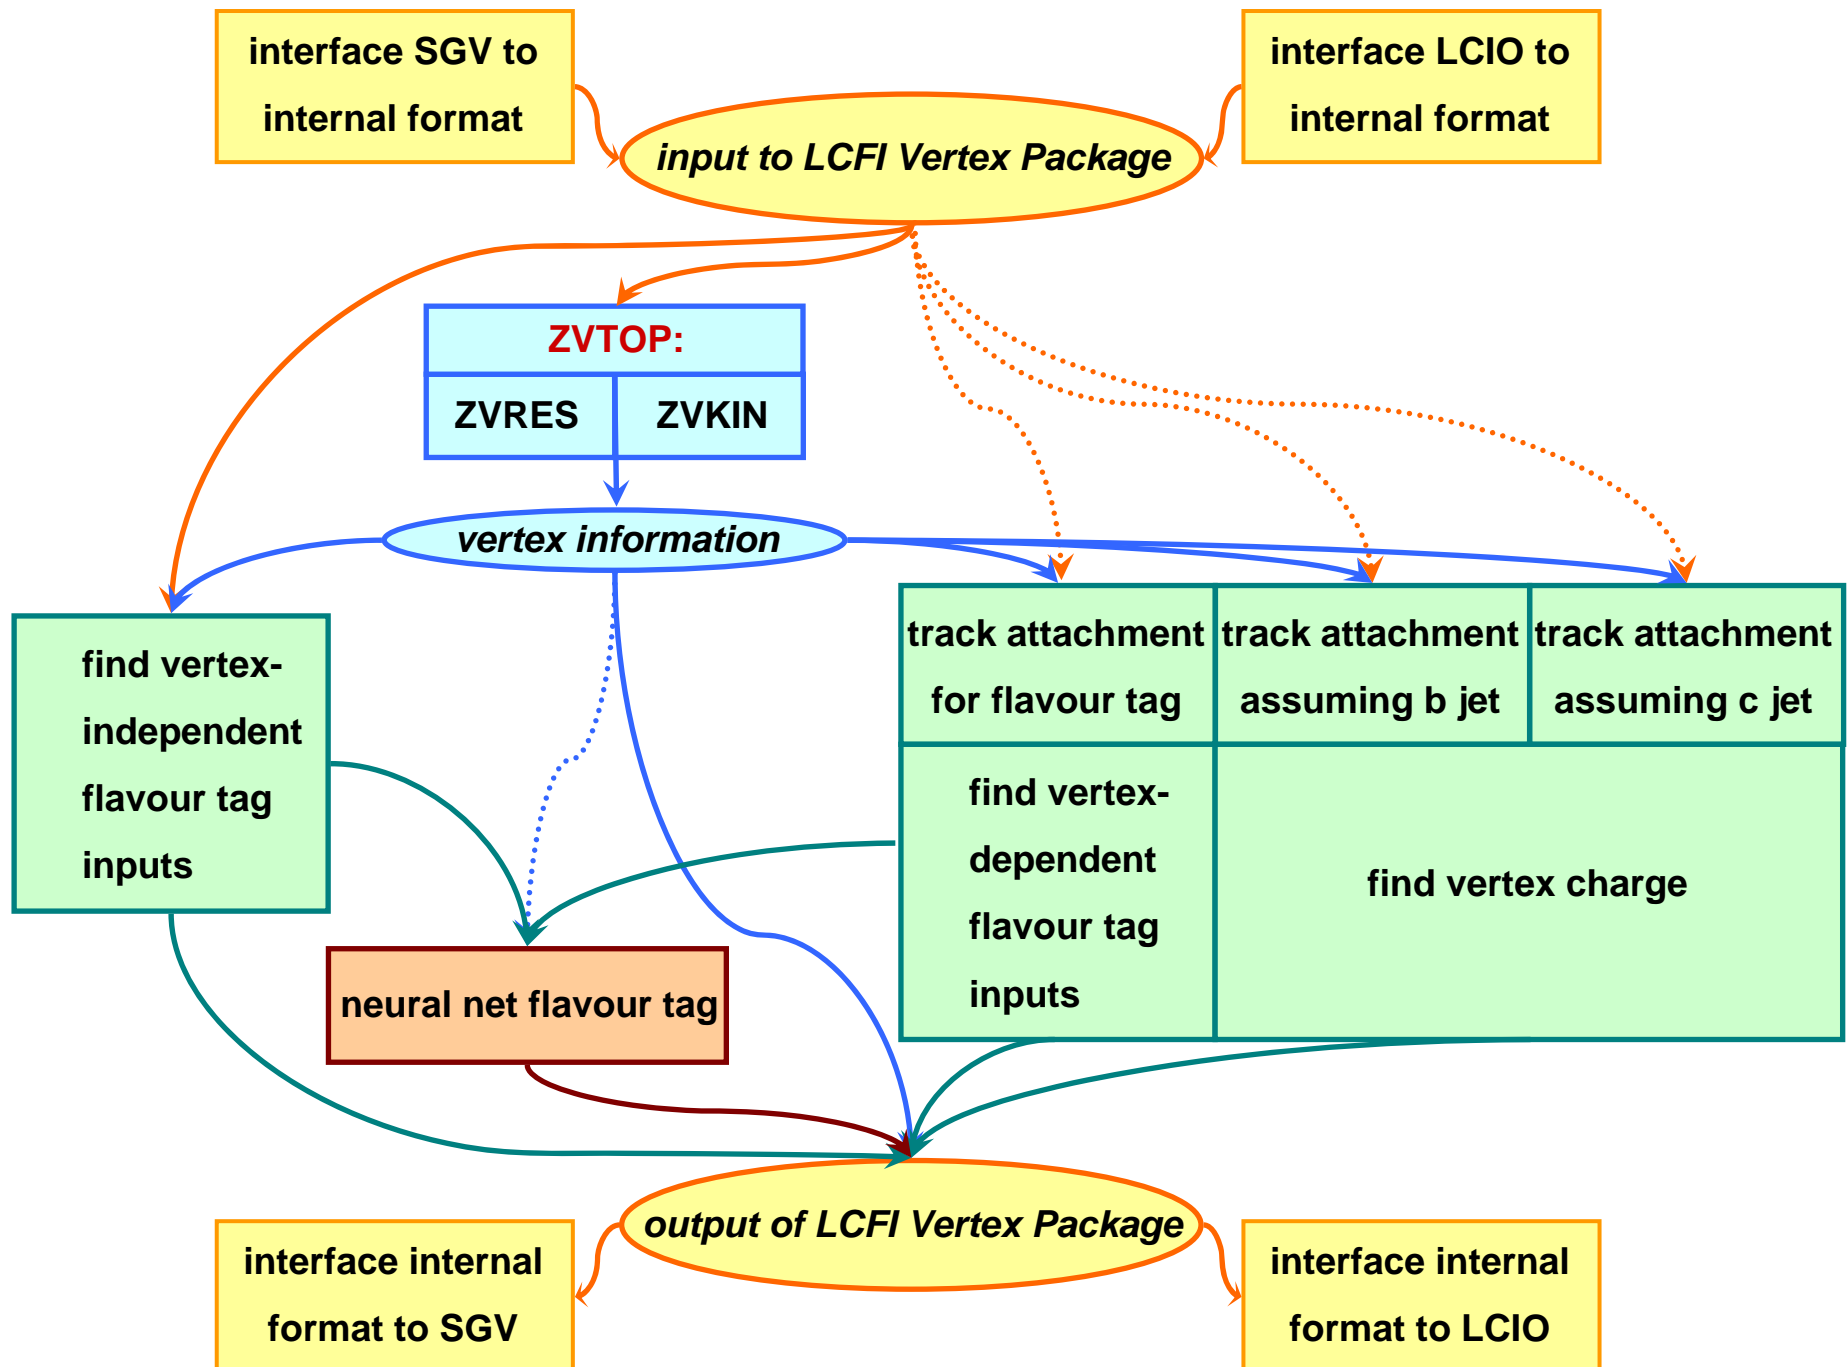 interface SGV to
internal format
interface LCIO to
internal format
input to LCFI Vertex Package
ZVTOP:
ZVRES
ZVKIN
vertex information
find vertex-
independent
flavour tag
inputs
track attachment
for flavour tag
track attachment
assuming b jet
track attachment
assuming c jet
find vertex-
dependent
flavour tag
inputs
find vertex charge
neural net flavour tag
output of LCFI Vertex Package
interface internal
format to SGV
interface internal
format to LCIO